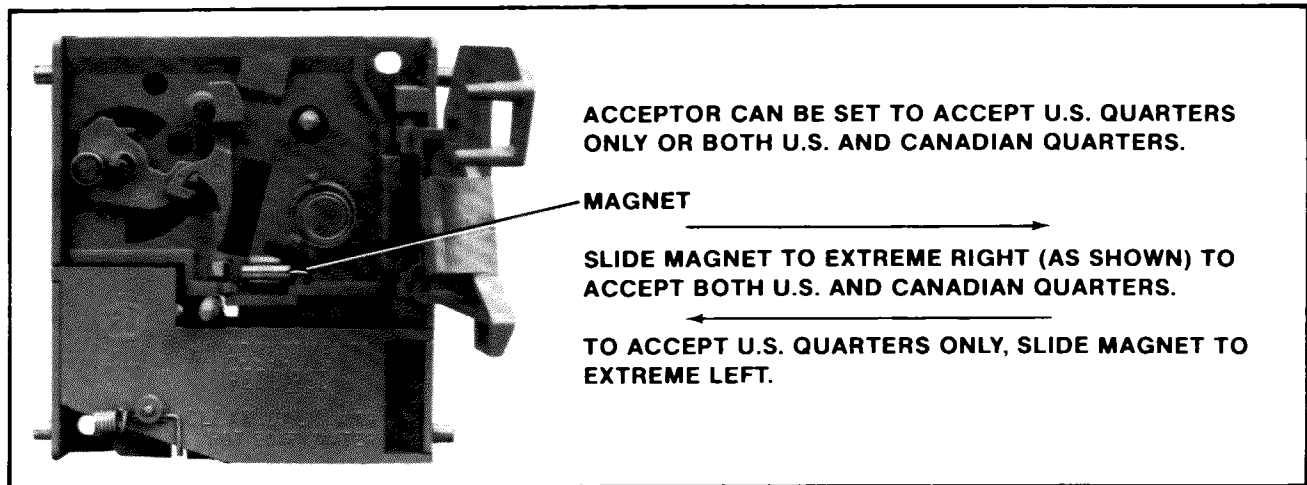 ACCEPTOR CAN BE SET TO ACCEPT U.S. QUARTERS
ONLY OR BOTH U.S. AND CANADIAN QUARTERS.
MAGNET
SLIDE MAGNET TO EXTREME RIGHT (AS SHOWN) TO
ACCEPT BOTH U.S. AND CANADIAN QUARTERS.
TO ACCEPT U.S. QUARTERS ONLY, SLIDE MAGNET TO
EXTREME LEFT.